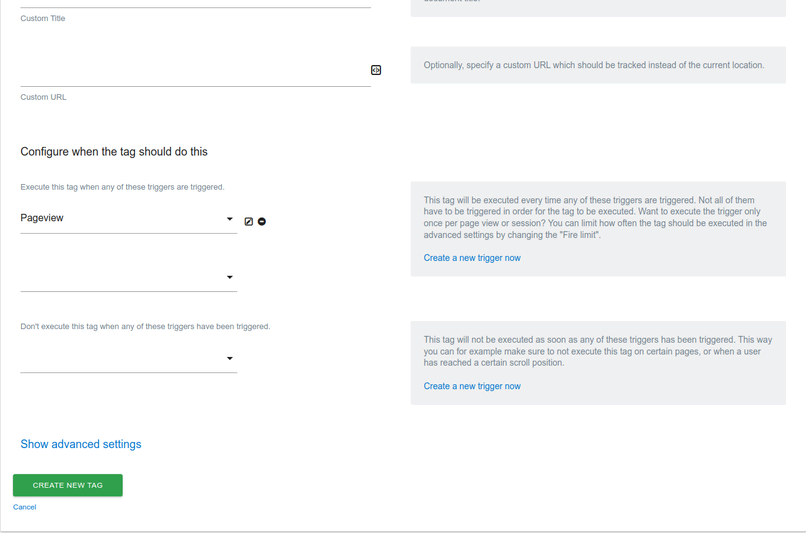 Custom Title
Optionally, specify a custom URL which should be tracked instead of the current location.
Custom URL
Configure when the tag should do this
Execute this tag when any of these triggers are triggered.
Pageview
This tag will be executed every time any of these triggers are triggered. Not all of them
have to be triggered in order for the tag to be executed. Want to execute the trigger only
once per page view or session? You can limit how often the tag should be executed in the
advanced settings by changing the "Fire limit".
Create a new trigger now
Don't execute this tag when any of these triggers have been triggered.
This tag will not be executed as soon as any of these triggers has been triggered. This way
you can for example make sure to not execute this tag on certain pages, or when a user
has reached a certain scroll position.
Create a new trigger now
Show advanced settings
CREATE NEW TAG
Cancel